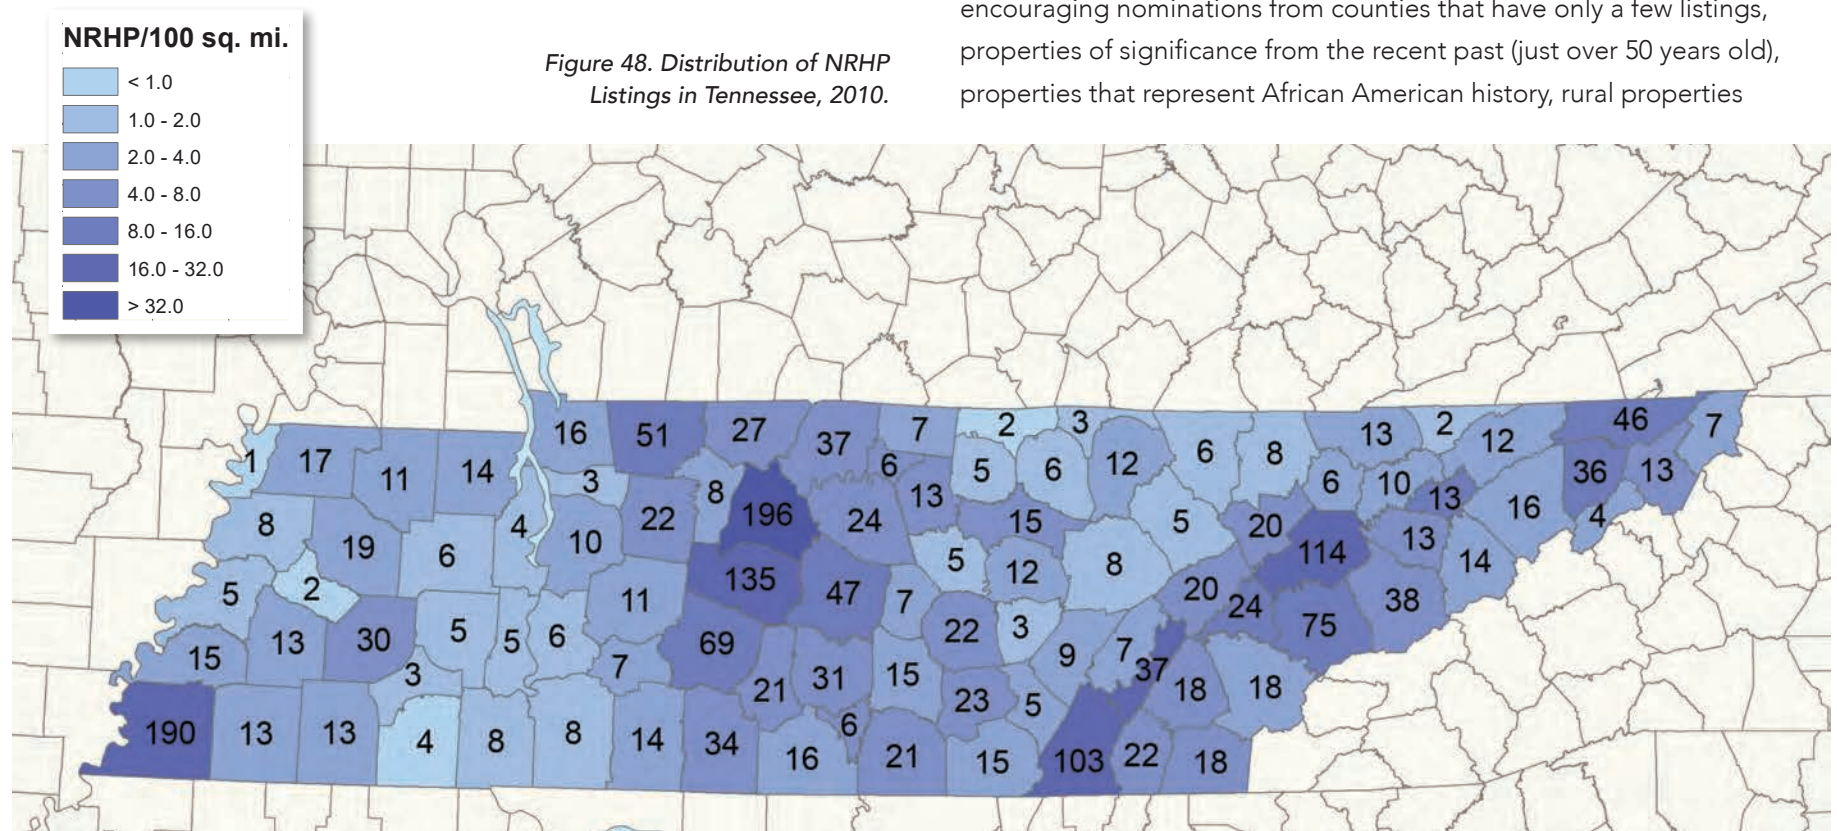 NRHP/100 sq. mi.
< 1.0
1.0 - 2.0
2.0 - 4.0
4.0 - 8.0
8.0 - 16.0
16.0 - 32.0
> 32.0
Figure 48. Distribution of NRHP
Listings in Tennessee, 2010.
encouraging nominations from counties that have only a few listings,
properties of significance from the recent past (just over 50 years old),
properties that represent African American history, rural properties
16 51 27 37 7 2 3 6 8 13 2 12 46 7
1 17 11 14 3 8 6 13 5 6 12 6 10 13 16 36 13
8 19 6 4 10 22 196 24 15 5 20 114 13 4
5 2 11 135 47 7 5 12 8 20 24 75 38 14
15 13 30 5 5 6 7 69 22 3 9 7 37
3 21 31 15 23 5 18 18
190 13 13 4 8 8 14 34 16 6 21 15 103 22 18